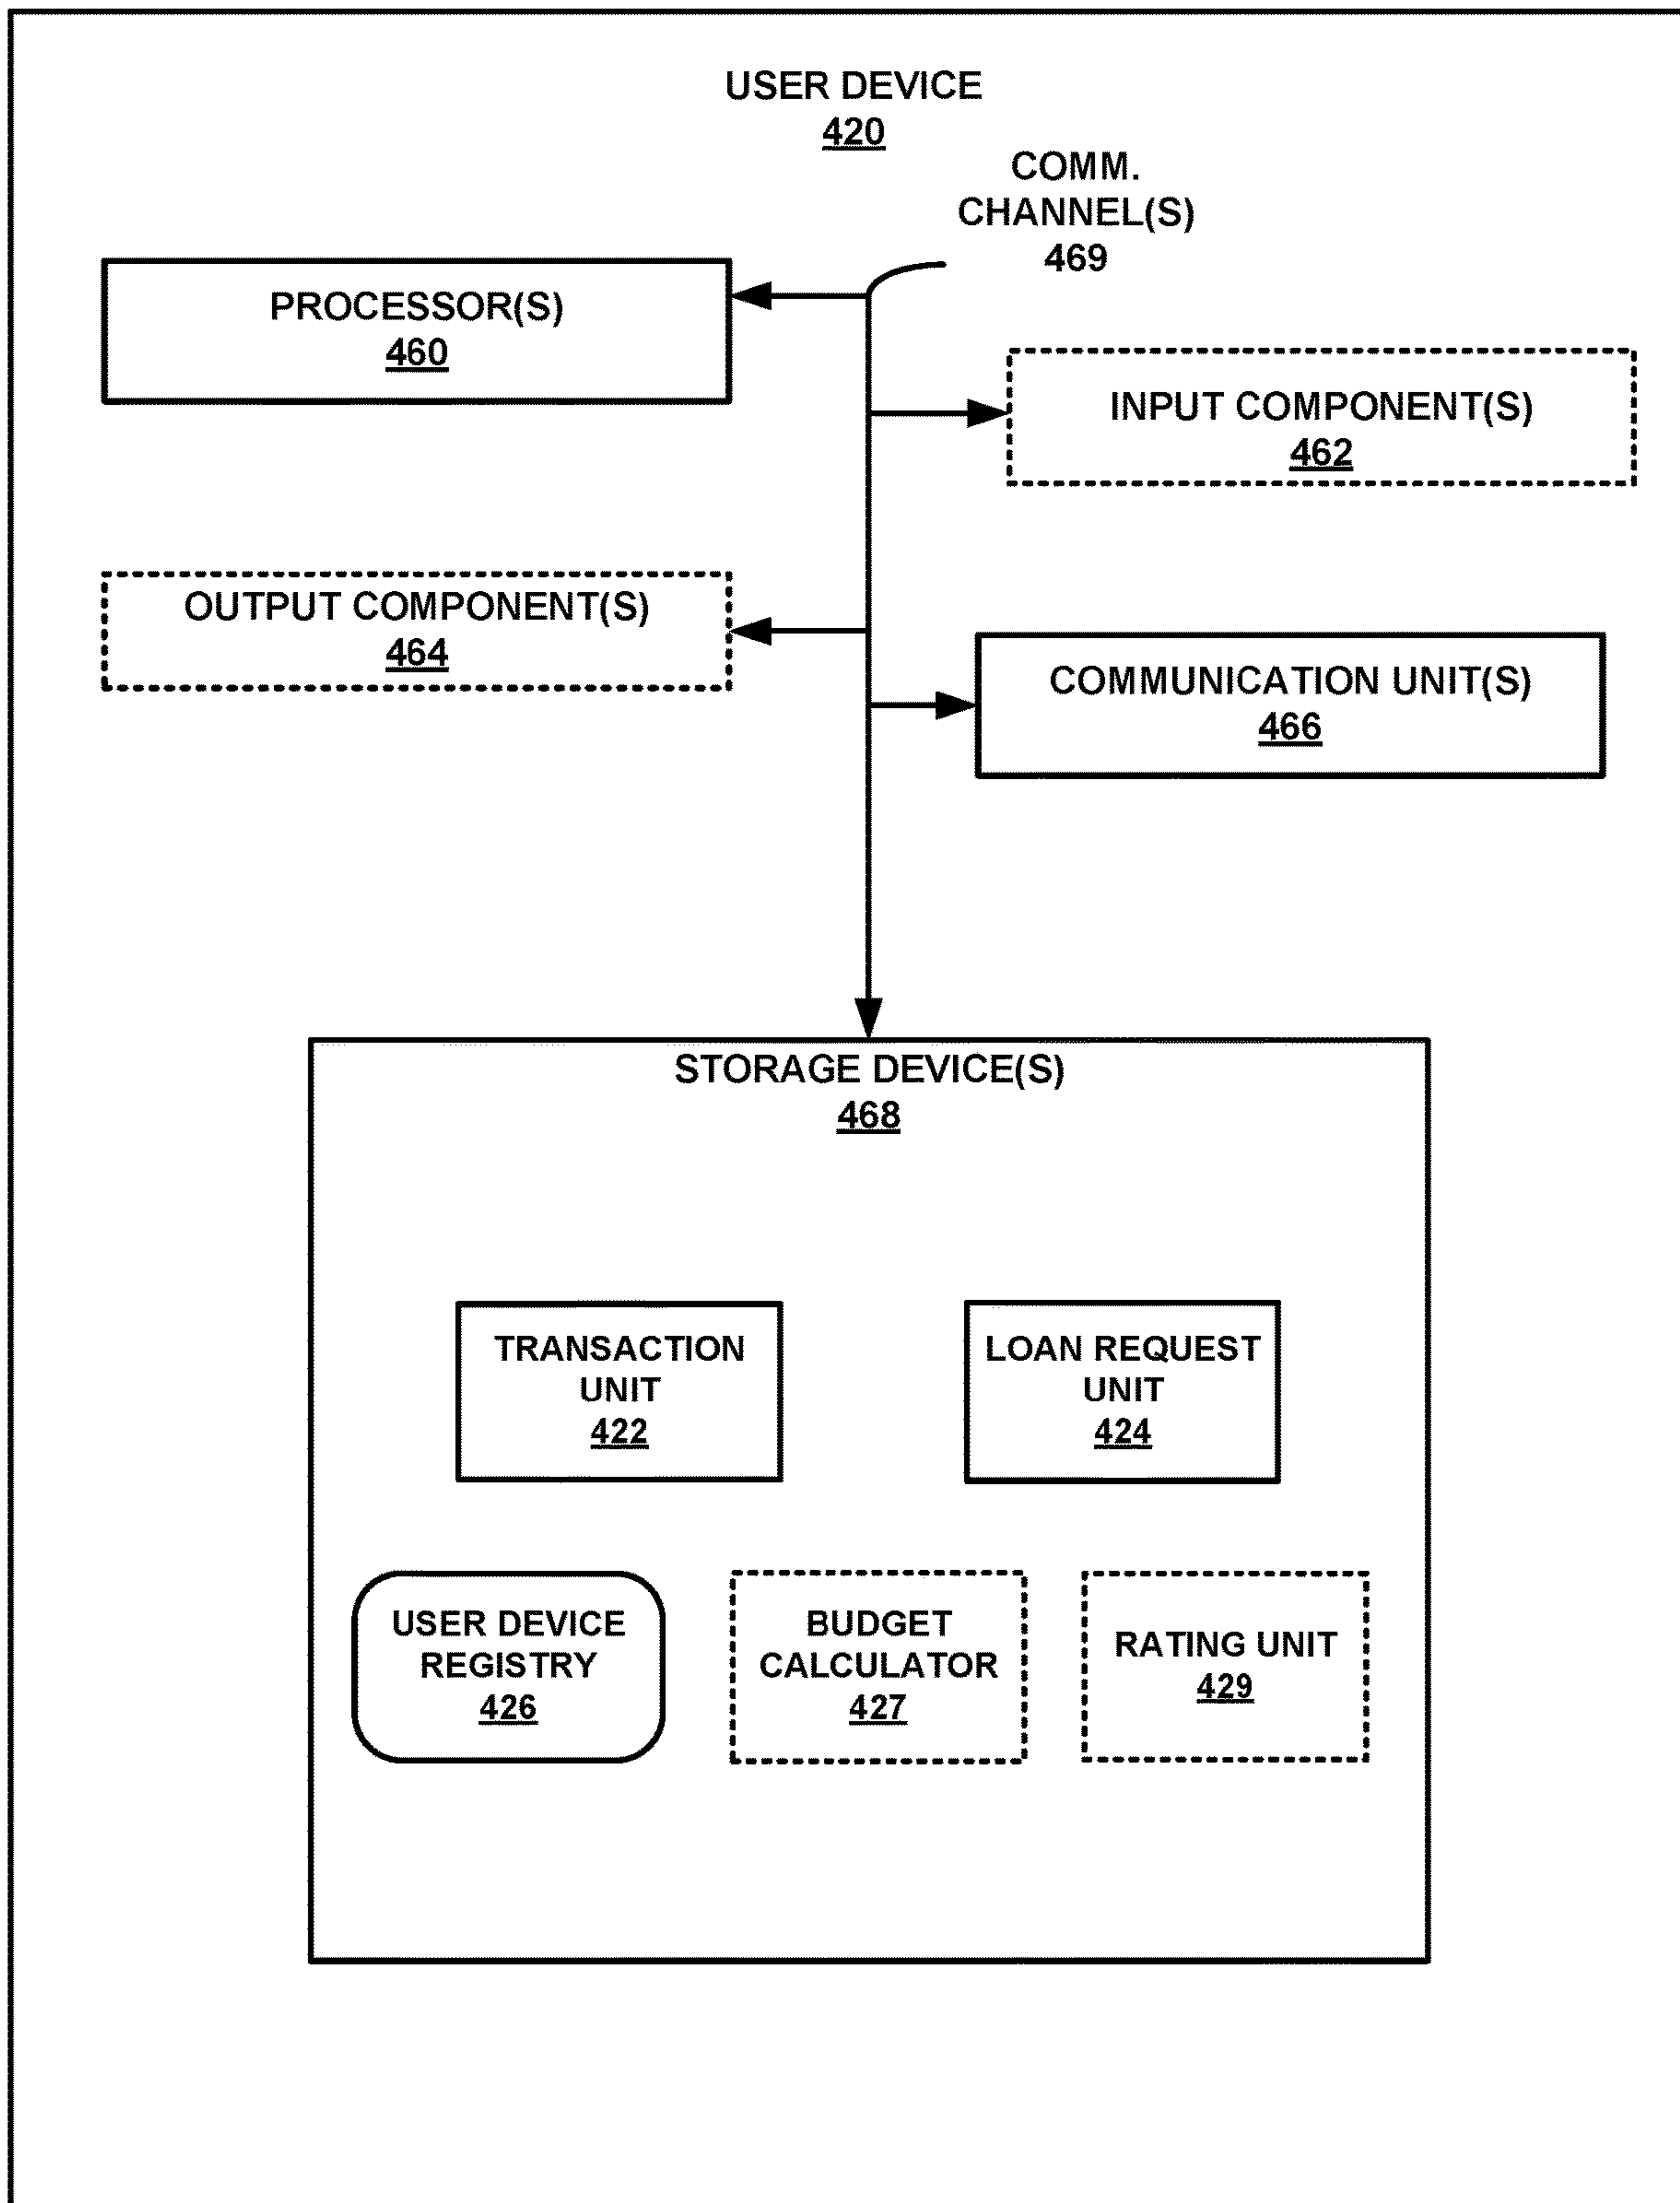 USER DEVICE
420
COMM.
CHANNEL(S)
469
PROCESSOR(S)
460
INPUT COMPONENT(S)
462
OUTPUT COMPONENT(S)
464
COMMUNICATION UNIT(S)
466
STORAGE DEVICE(S)
468
TRANSACTION
UNIT
422
LOAN REQUEST
UNIT
424
USER DEVICE
REGISTRY
426
BUDGET
CALCULATOR
427
RATING UNIT
429